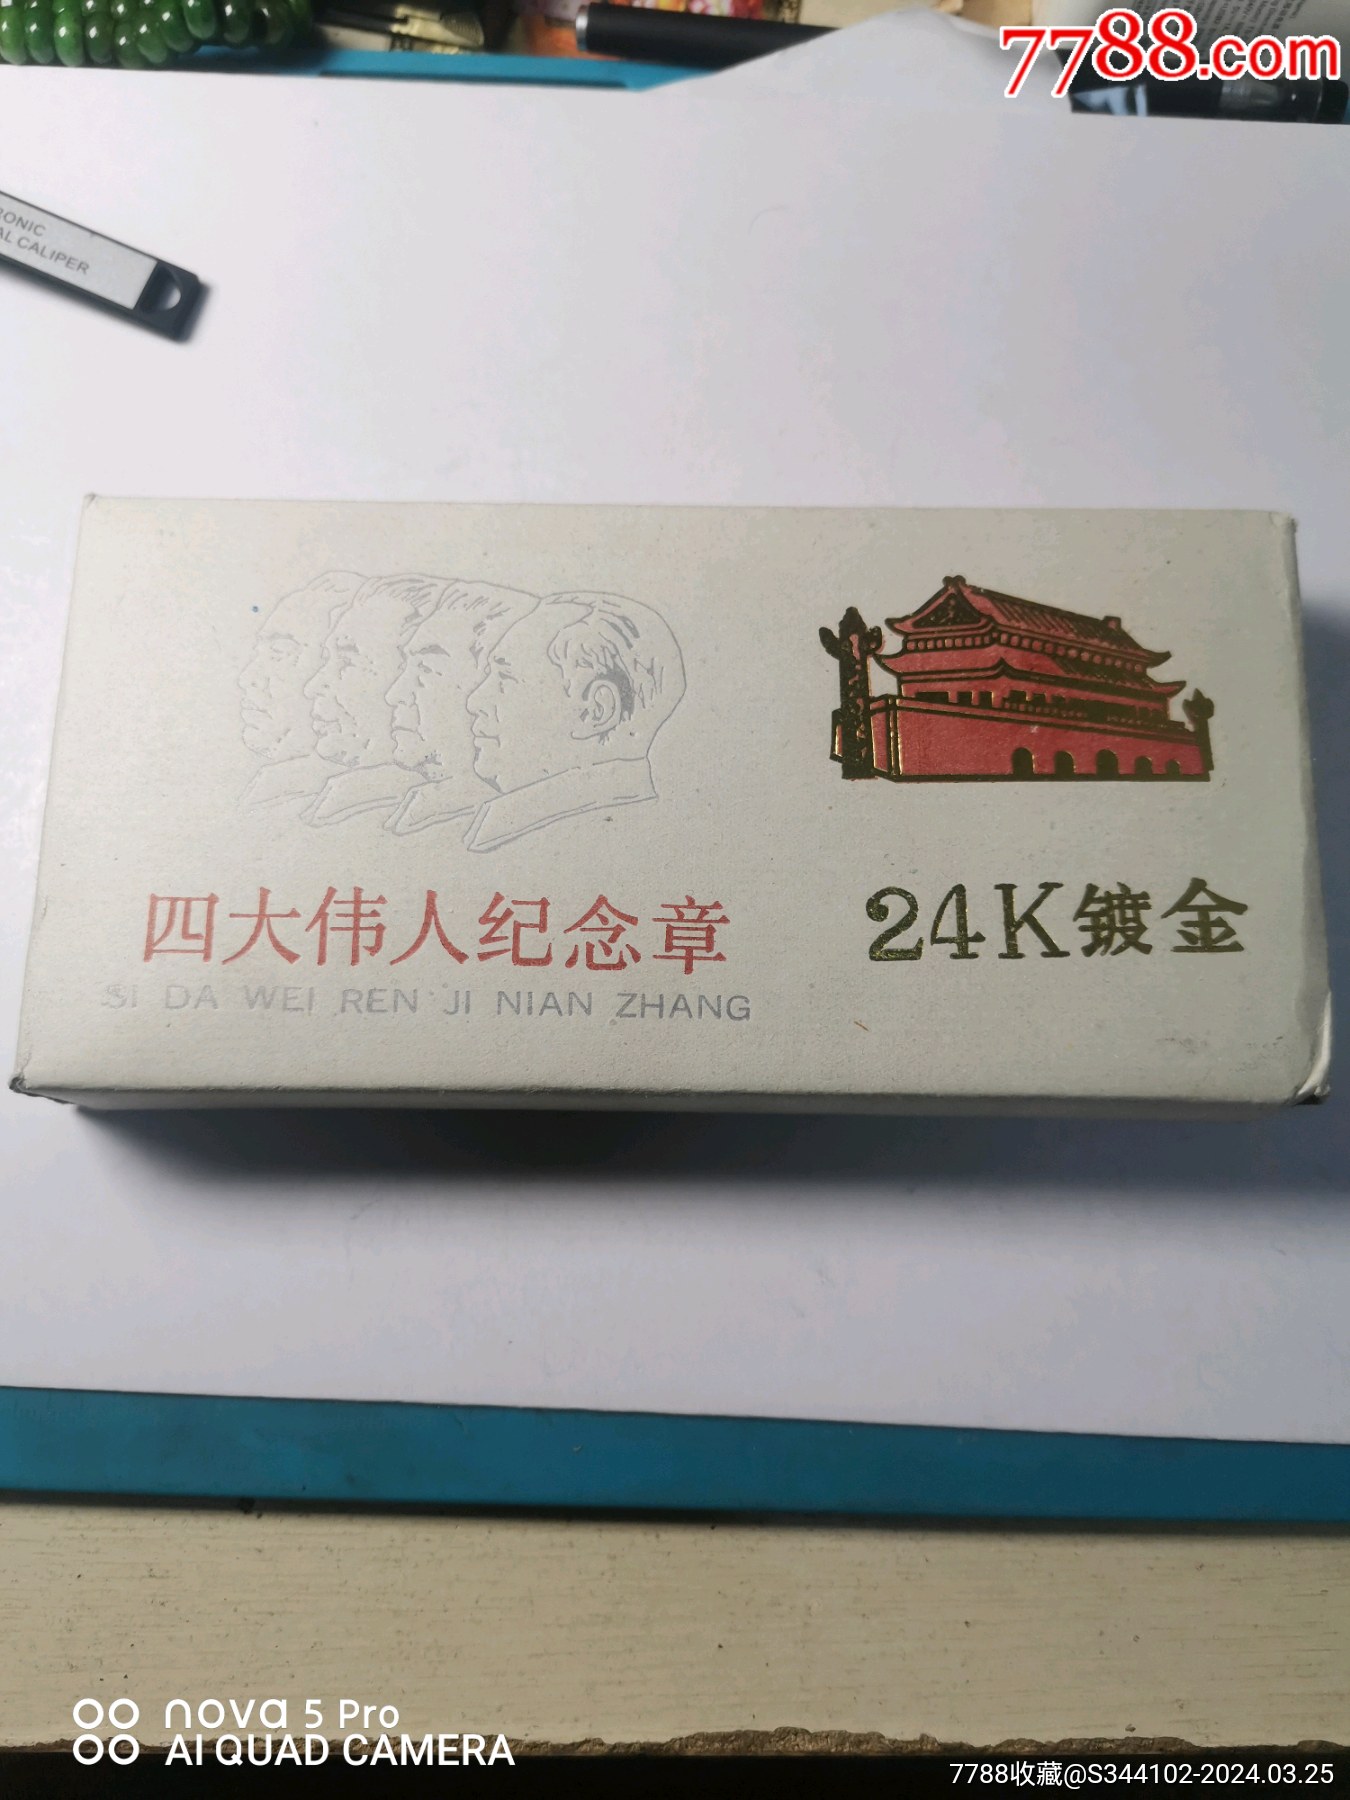 7788.com
RONIC
AL CALIPER
四大伟人纪念章
SI DA WEI REN JI NIAN ZHANG
24K镀金
nova 5 Pro
AI QUAD CAMERA
7788收藏@S344102-2024.03.25